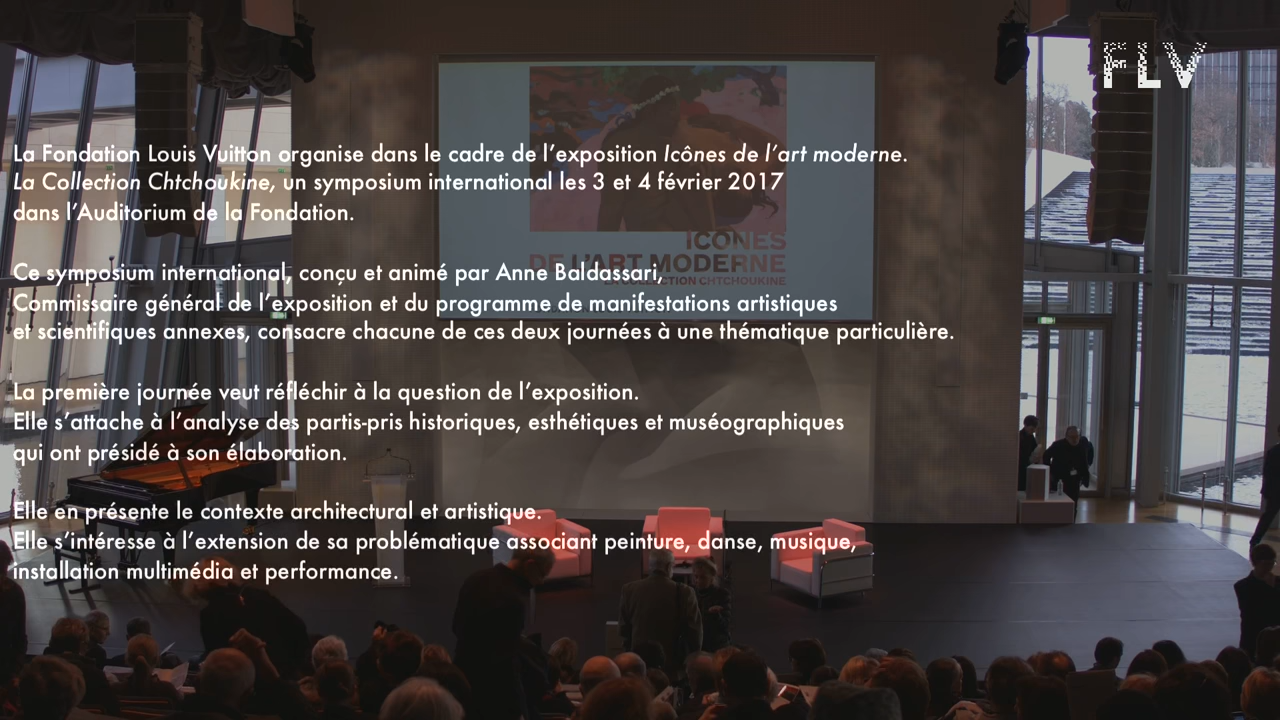 FLV
La Fondation Louis Vuitton organise dans le cadre de l’exposition Icônes de l’art moderne.
La Collection Chtchoukine, un symposium international les 3 et 4 février 2017
dans l’Auditorium de la Fondation.
ICÔNES
DE L’ART MODERNE
LA COLLECTION CHTCHOUKINE
Ce symposium international, conçu et animé par Anne Baldassari,
Commissaire général de l’exposition et du programme de manifestations artistiques
et scientifiques annexes, consacre chacune de ces deux journées à une thématique particulière.
La première journée veut réfléchir à la question de l’exposition.
Elle s’attache à l’analyse des partis-pris historiques, esthétiques et muséographiques
qui ont présidé à son élaboration.
Elle en présente le contexte architectural et artistique.
Elle s’intéresse à l’extension de sa problématique associant peinture, danse, musique,
installation multimédia et performance.